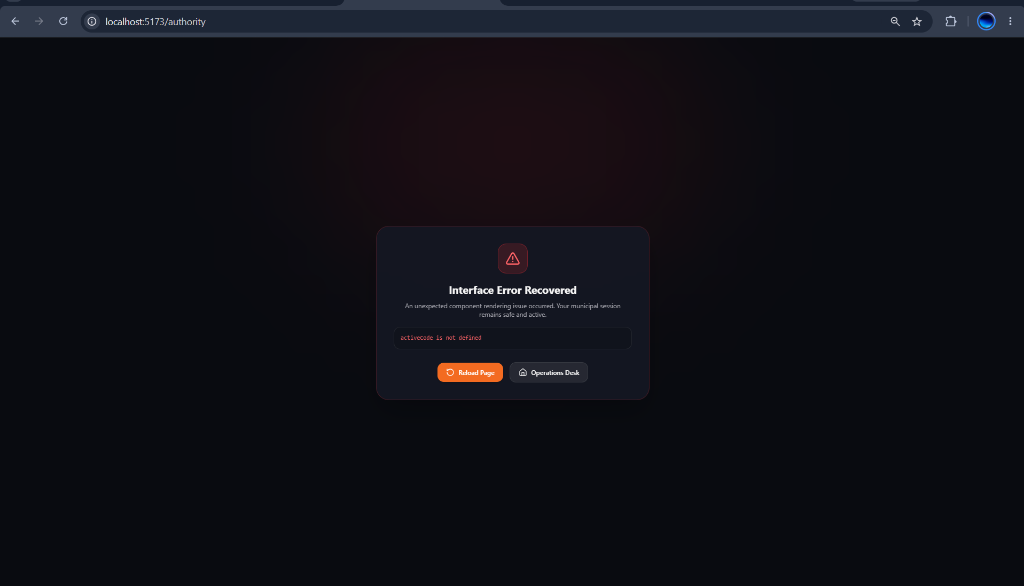 localhost:5173/authority
Interface Error Recovered
An unexpected component rendering issue occurred. Your municipal session
remains safe and active.
activecade is not defined
Reload Page
Operations Desk